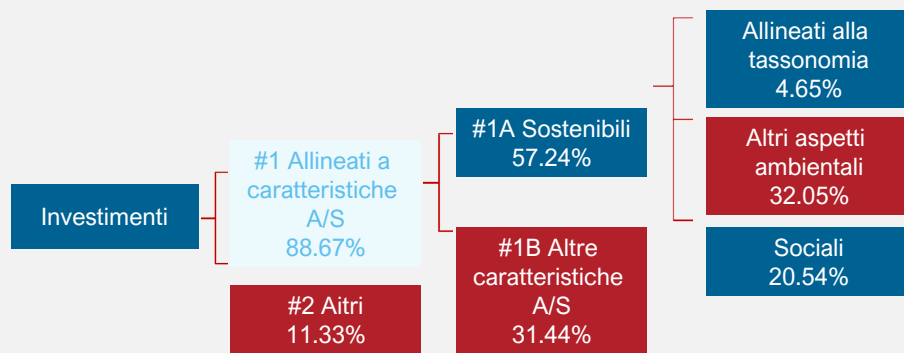 Investimenti
#1 Allineati a
caratteristiche
A/S
88.67%
#2 Aitri
11.33%
#1A Sostenibili
57.24%
#1B Altre
caratteristiche
A/S
31.44%
Allineati alla
tassonomia
4.65%
Altri aspetti
ambientali
32.05%
Sociali
20.54%